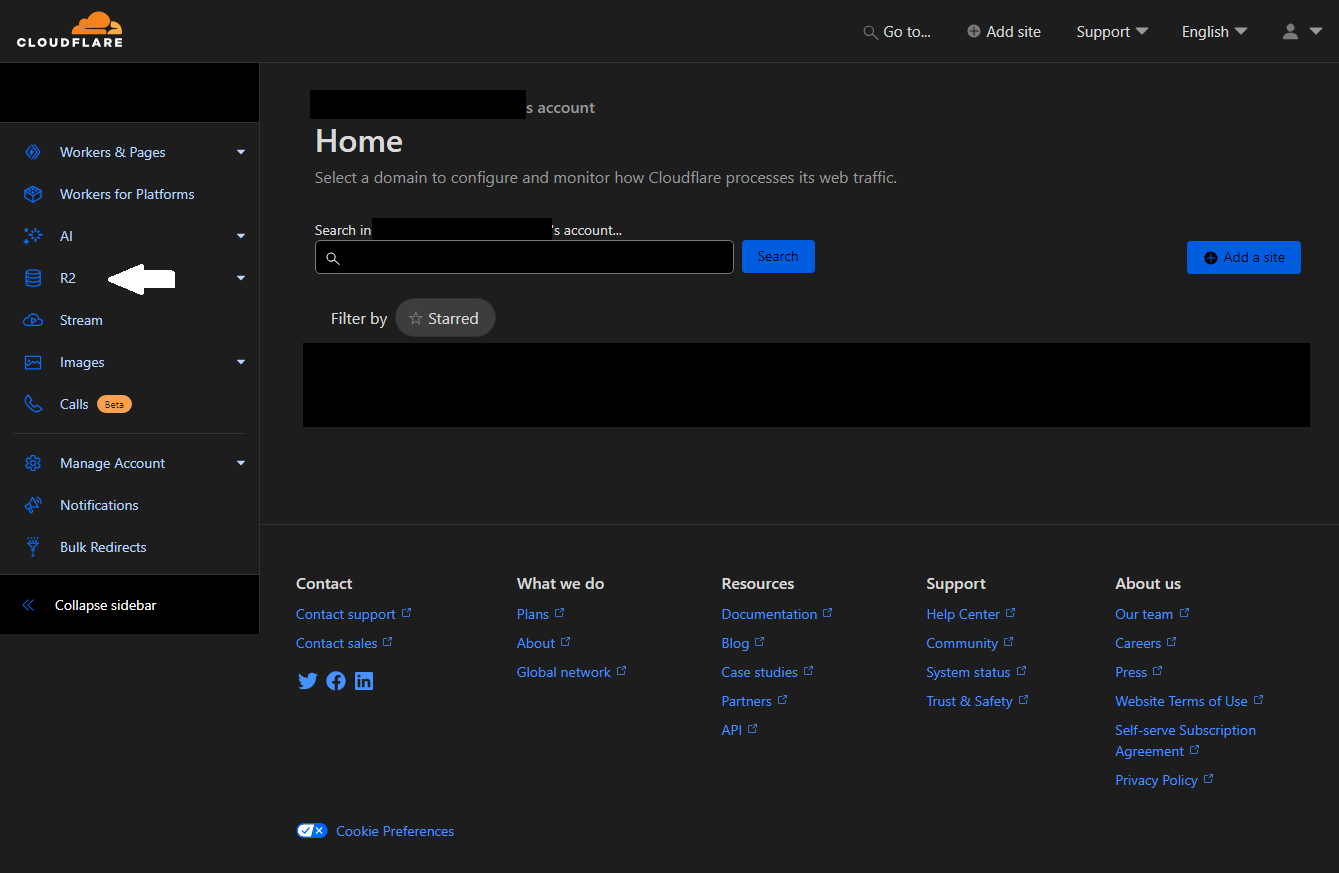 CLOUDFLARE
Go to...
Add site
Support
English
Workers & Pages
Workers for Platforms
AI
R2
Stream
Images
Calls Beta
Manage Account
Notifications
Bulk Redirects
Collapse sidebar
s account
Home
Select a domain to configure and monitor how Cloudflare processes its web traffic.
Search in 's account...
Search
Add a site
Filter by Starred
Contact
Contact support
Contact sales
What we do
Plans
About
Global network
Resources
Documentation
Blog
Case studies
Partners
API
Support
Help Center
Community
System status
Trust & Safety
About us
Our team
Careers
Press
Website Terms of Use
Self-serve Subscription
Agreement
Privacy Policy
Cookie Preferences